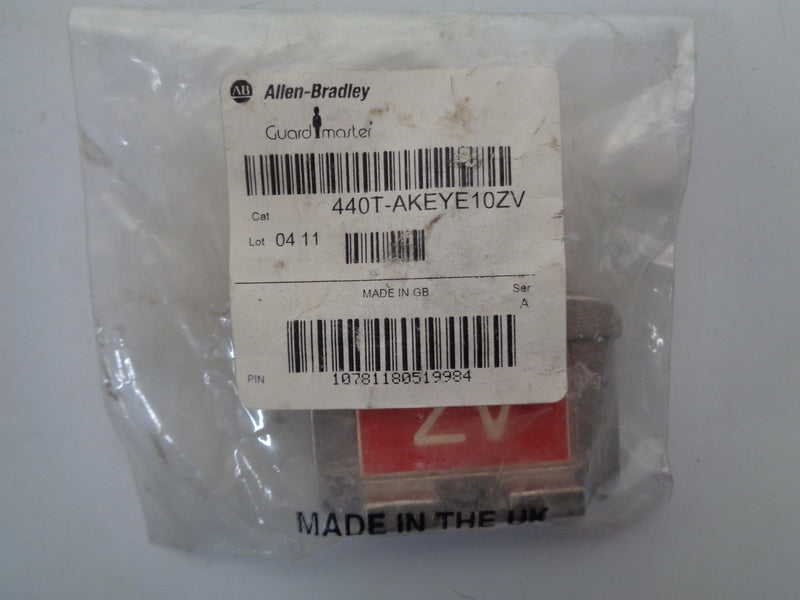 AB Allen-Bradley
Guardmaster
Cat 440T-AKEYE10ZV
Lot 04 11
MADE IN GB
Ser
A
PIN 10781180519984
ZV
MADE IN THE UK